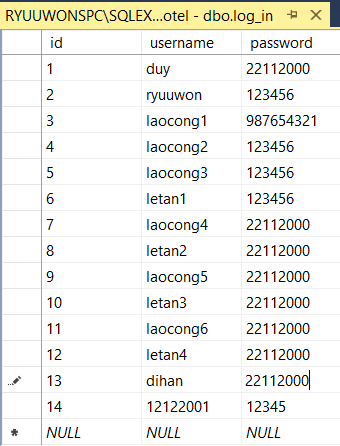 RYUUWONSPC\SQLEX...otel - dbo.log_in
id username password
1 duy 22112000
2 ryuuwon 123456
3 laocong1 987654321
4 laocong2 123456
5 laocong3 123456
6 letan1 123456
7 laocong4 22112000
8 letan2 22112000
9 laocong5 22112000
10 letan3 22112000
11 laocong6 22112000
12 letan4 22112000
13 dihan 22112000
14 12122001 12345
NULL NULL NULL